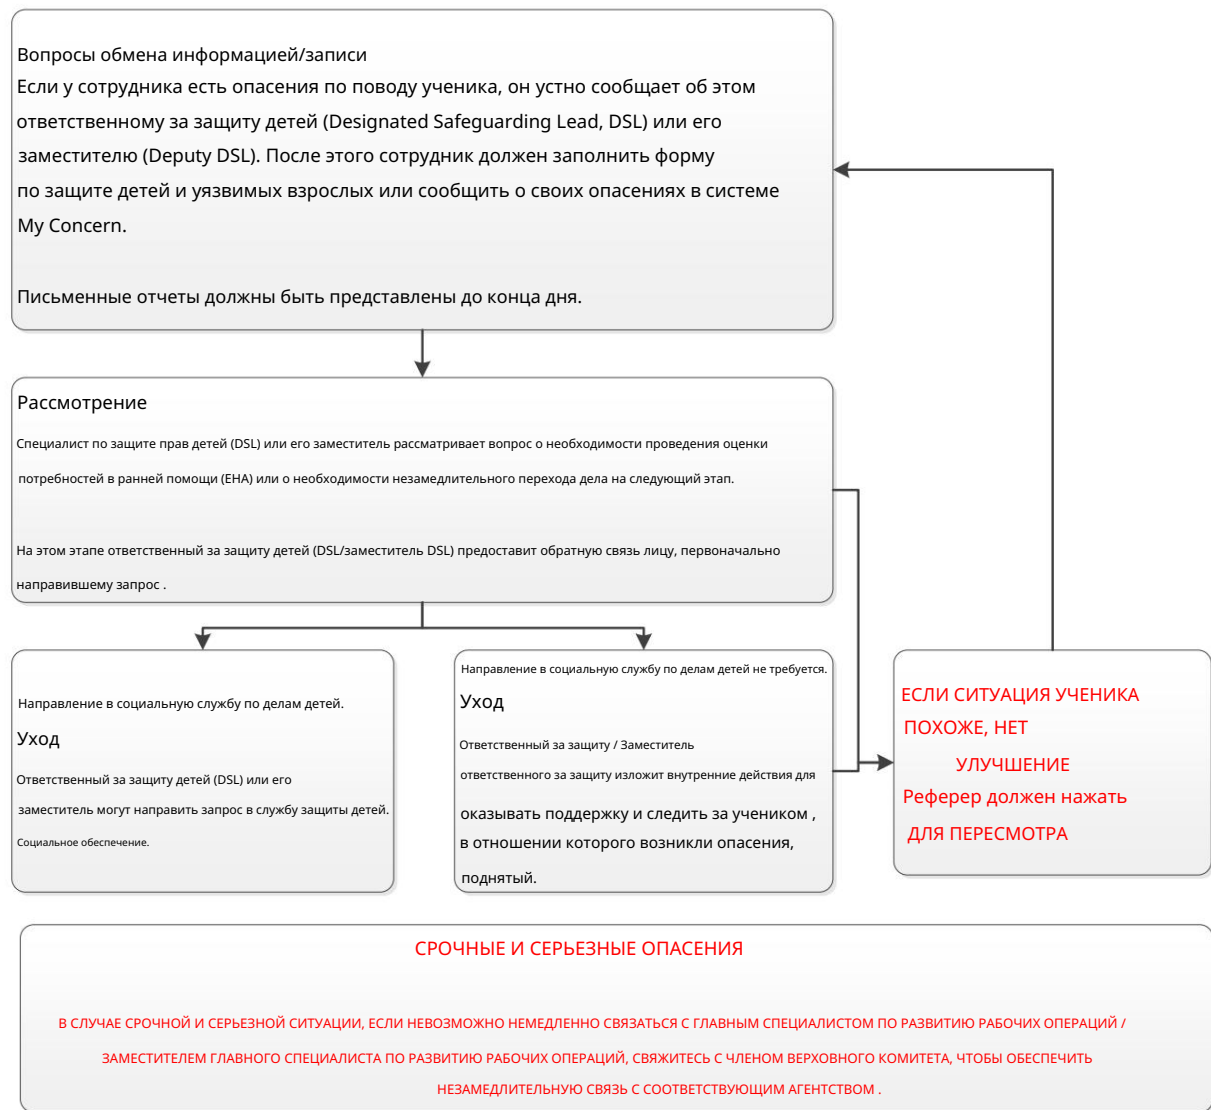 Вопросы обмена информацией/записи
Если у сотрудника есть опасения по поводу ученика, он устно сообщает об этом
ответственному за защиту детей (Designated Safeguarding Lead, DSL) или его
заместителю (Deputy DSL). После этого сотрудник должен заполнить форму
по защите детей и уязвимых взрослых или сообщить о своих опасениях в системе
My Concern.
Письменные отчеты должны быть представлены до конца дня.
Рассмотрение
Специалист по защите прав детей (DSL) или его заместитель рассматривает вопрос о необходимости проведения оценки
потребностей в ранней помощи (EHA) или о необходимости незамедлительного перехода дела на следующий этап.
На этом этапе ответственный за защиту детей (DSL/заместитель DSL) предоставит обратную связь лицу, первоначально
направившему запрос .
Направление в социальную службу по делам детей.
Уход
Ответственный за защиту детей (DSL) или его
заместитель могут направить запрос в службу защиты детей.
Социальное обеспечение.
Направление в социальную службу по делам детей не требуется.
Уход
Ответственный за защиту / Заместитель
ответственного за защиту изложит внутренние действия для
оказывать поддержку и следить за учеником ,
в отношении которого возникли опасения,
поднятый.
ЕСЛИ СИТУАЦИЯ УЧЕНИКА
ПОХОЖЕ, НЕТ
УЛУЧШЕНИЕ
Реферер должен нажать
ДЛЯ ПЕРЕСМОТРА
СРОЧНЫЕ И СЕРЬЕЗНЫЕ ОПАСЕНИЯ
В СЛУЧАЕ СРОЧНОЙ И СЕРЬЕЗНОЙ СИТУАЦИИ, ЕСЛИ НЕВОЗМОЖНО НЕМЕДЛЕННО СВЯЗАТЬСЯ С ГЛАВНЫМ СПЕЦИАЛИСТОМ ПО РАЗВИТИЮ РАБОЧИХ ОПЕРАЦИЙ /
ЗАМЕСТИТЕЛЕМ ГЛАВНОГО СПЕЦИАЛИСТА ПО РАЗВИТИЮ РАБОЧИХ ОПЕРАЦИЙ, СВЯЖИТЕСЬ С ЧЛЕНОМ ВЕРХОВНОГО КОМИТЕТА, ЧТОБЫ ОБЕСПЕЧИТЬ
НЕЗАМЕДЛИТЕЛЬНУЮ СВЯЗЬ С СООТВЕТСТВУЮЩИМ АГЕНТСТВОМ .